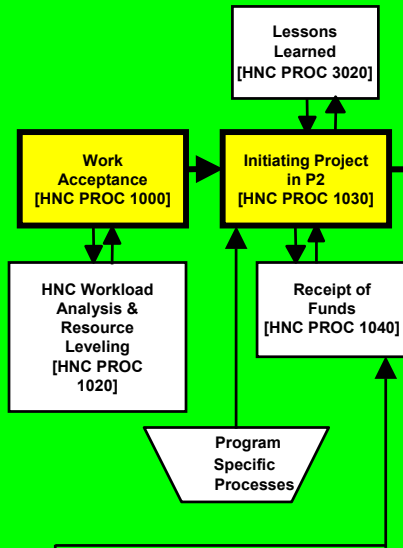 Lessons
Learned
[HNC PROC 3020]
Work
Acceptance
[HNC PROC 1000]
Initiating Project
in P2
[HNC PROC 1030]
HNC Workload
Analysis &
Resource
Leveling
[HNC PROC
1020]
Receipt of
Funds
[HNC PROC 1040]
Program
Specific
Processes